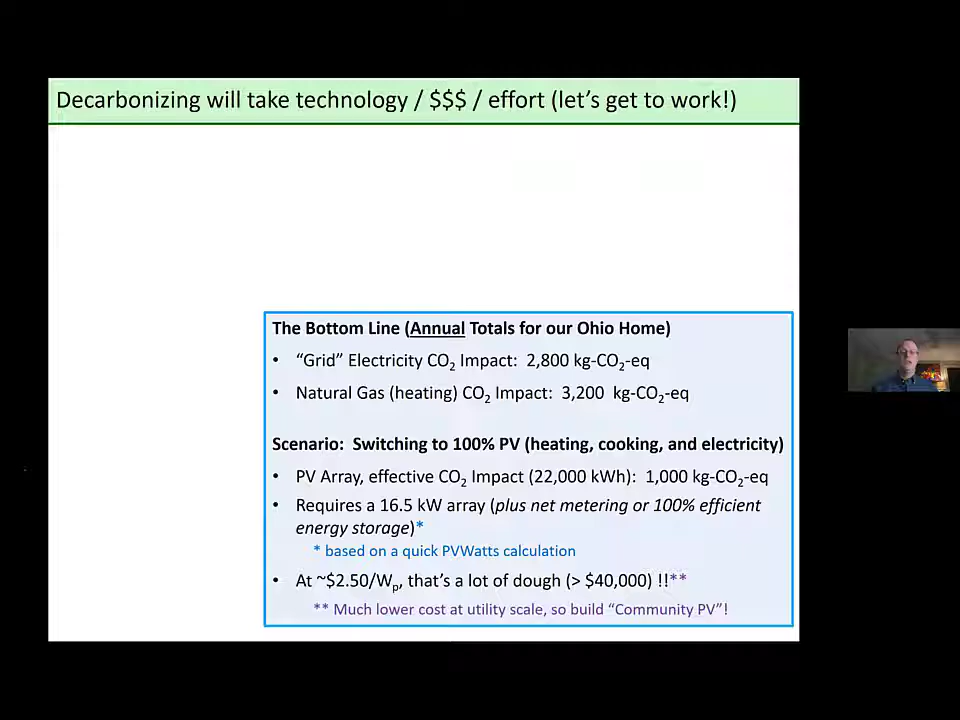 Decarbonizing will take technology / $$$ / effort (let’s get to work!)
The Bottom Line (Annual Totals for our Ohio Home)
• “Grid” Electricity CO₂ Impact: 2,800 kg-CO₂-eq
• Natural Gas (heating) CO₂ Impact: 3,200 kg-CO₂-eq
Scenario: Switching to 100% PV (heating, cooking, and electricity)
• PV Array, effective CO₂ Impact (22,000 kWh): 1,000 kg-CO₂-eq
• Requires a 16.5 kW array (plus net metering or 100% efficient
energy storage)*
* based on a quick PVWatts calculation
• At ~$2.50/Wₚ, that’s a lot of dough (> $40,000) !!**
** Much lower cost at utility scale, so build “Community PV”!